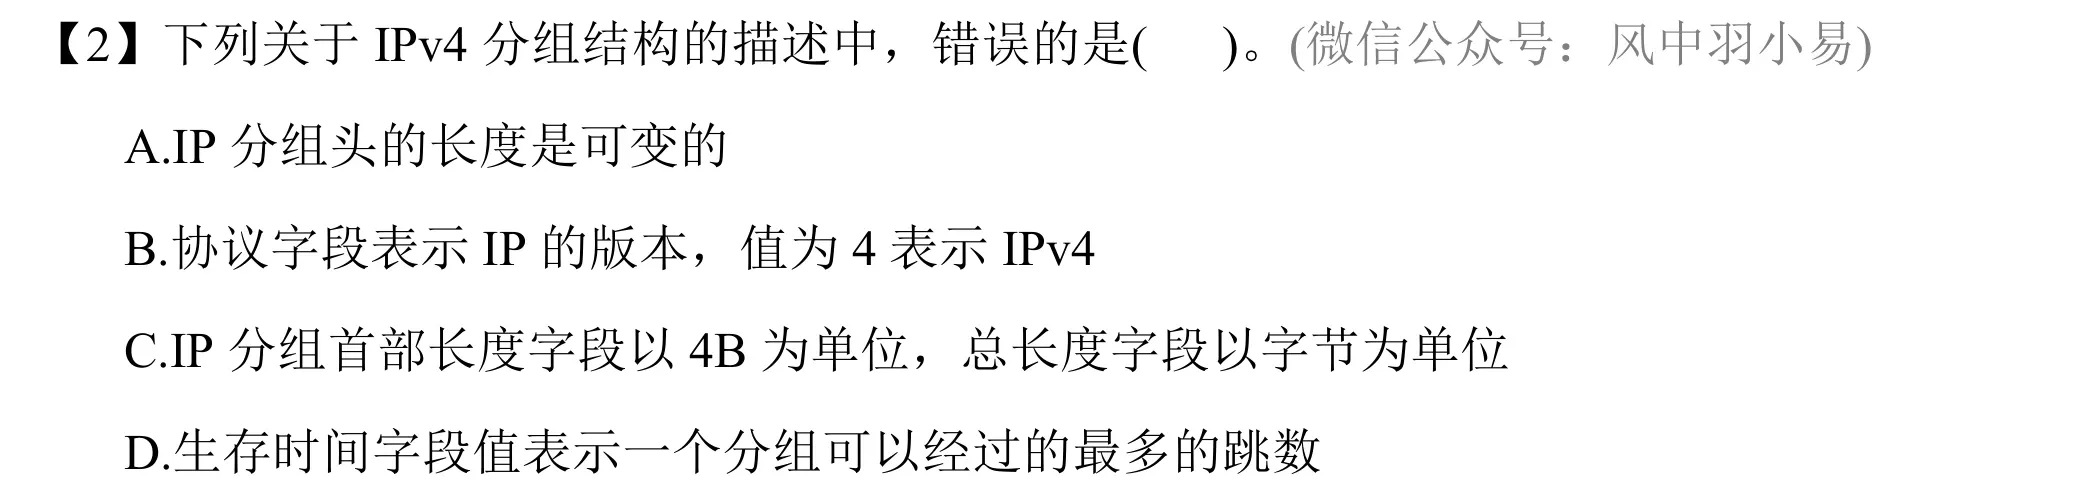 【2】下列关于 IPv4 分组结构的描述中，错误的是(    )。(微信公众号：风中羽小易)
A.IP 分组头的长度是可变的
B.协议字段表示 IP 的版本，值为 4 表示 IPv4
C.IP 分组首部长度字段以 4B 为单位，总长度字段以字节为单位
D.生存时间字段值表示一个分组可以经过的最多的跳数